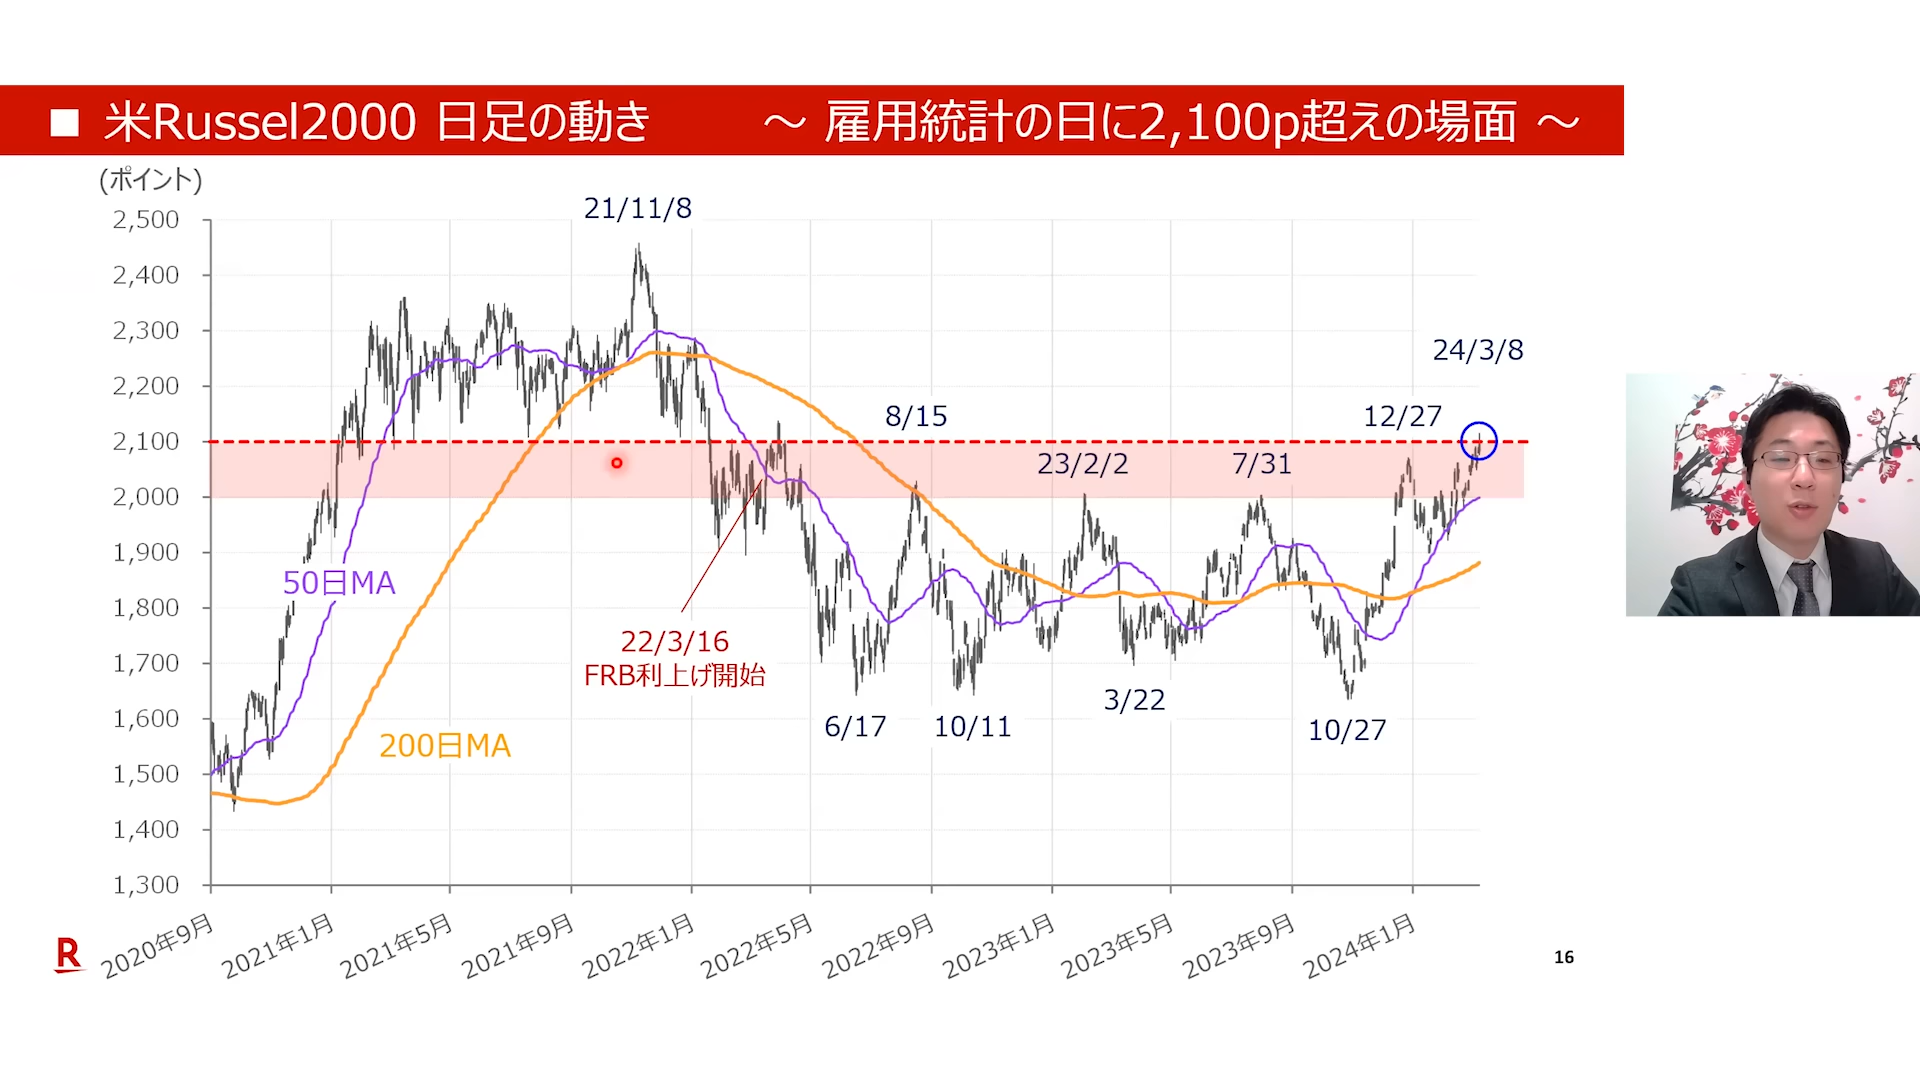 ■ 米Russel2000 日足の動き ～ 雇用統計の日に2,100p超えの場面 ～
(ポイント)
2,500
2,400
2,300
2,200
2,100
2,000
1,900
1,800
1,700
1,600
1,500
1,400
1,300
21/11/8
24/3/8
8/15
12/27
23/2/2
7/31
50日MA
22/3/16
FRB利上げ開始
3/22
6/17
10/11
10/27
200日MA
2020年9月
2021年1月
2021年5月
2021年9月
2022年1月
2022年5月
2022年9月
2023年1月
2023年5月
2023年9月
2024年1月
R
16